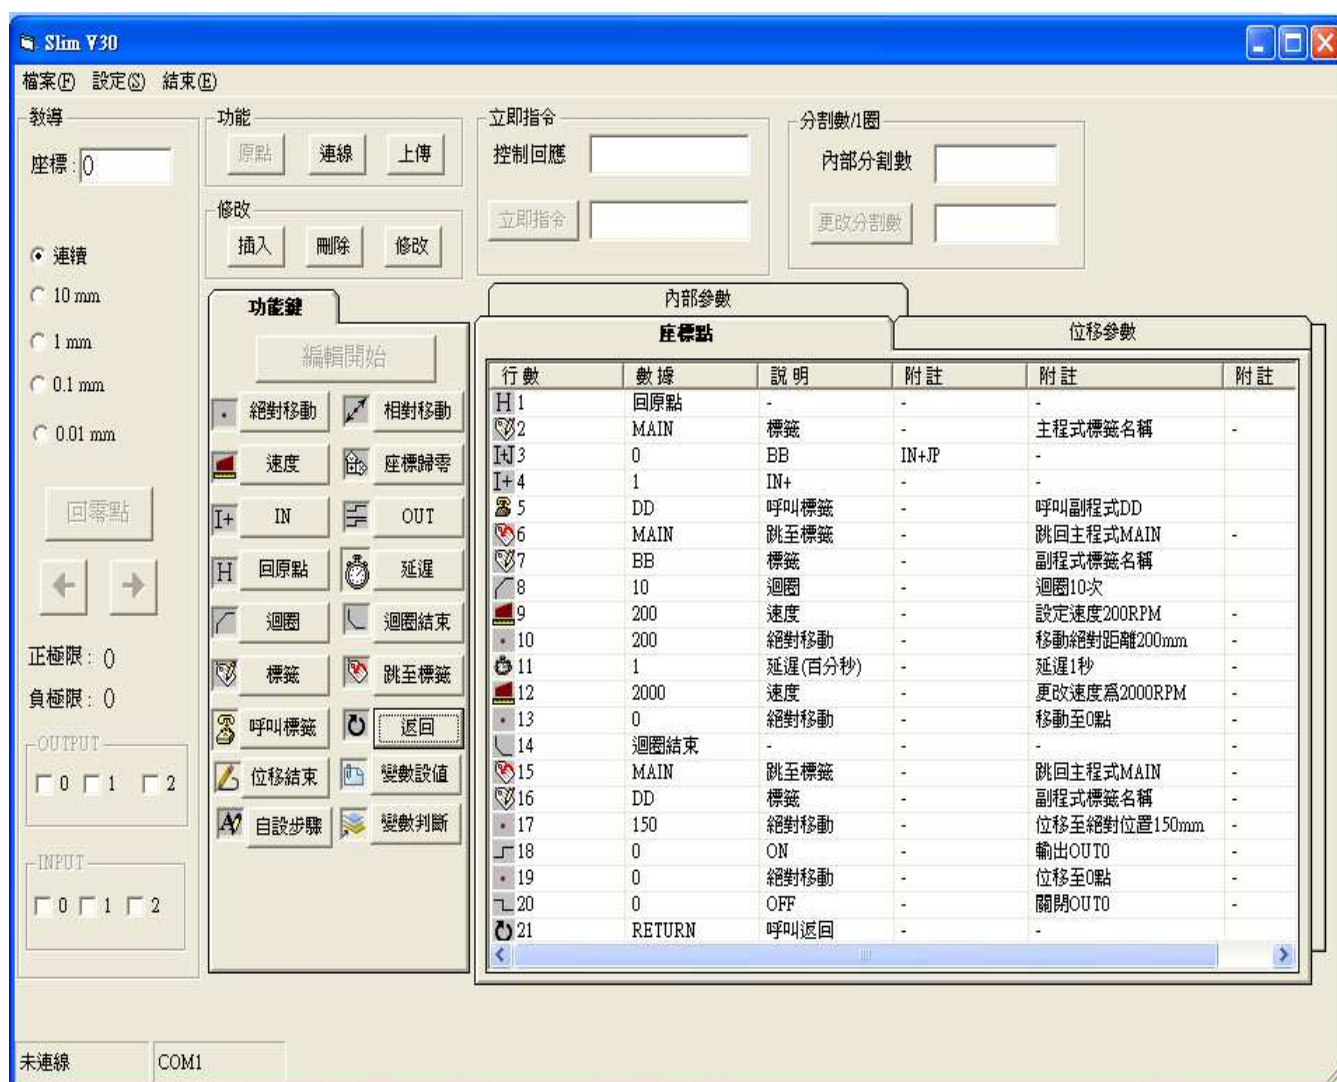 Slim V30
檔案(F) 設定(S) 結束(E)
教導
座標: 0
連續
10 mm
1 mm
0.1 mm
0.01 mm
回零點
正極限: 0
負極限: 0
OUTPUT
0 1 2
INPUT
0 1 2
功能
原點 連線 上傳
修改
插入 刪除 修改
立即指令
控制回應
立即指令
分割數/1圈
內部分割數
更改分割數
功能鍵
編輯開始
絕對移動 相對移動
速度 座標歸零
I+ IN OUT
H 回原點 延遲
迴圈 迴圈結束
標籤 跳至標籤
呼叫標籤 返回
位移結束 變數設值
自設步驟 變數判斷
內部參數
座標點 位移參數
行數 數據 說明 附註 附註 附註
H 1 回原點 - - -
2 MAIN 標籤 - 主程式標籤名稱 -
3 0 BB IN+JP -
I+ 4 1 IN+ - -
5 DD 呼叫標籤 - 呼叫副程式DD
6 MAIN 跳至標籤 - 跳回主程式MAIN -
7 BB 標籤 - 副程式標籤名稱
8 10 迴圈 - 迴圈10次
9 200 速度 - 設定速度200RPM -
10 200 絕對移動 - 移動絕對距離200mm -
11 1 延遲(百分秒) - 延遲1秒 -
12 2000 速度 - 更改速度爲2000RPM -
13 0 絕對移動 - 移動至0點 -
14 迴圈結束 - - - -
15 MAIN 跳至標籤 - 跳回主程式MAIN -
16 DD 標籤 - 副程式標籤名稱 -
17 150 絕對移動 - 位移至絕對位置150mm -
18 0 ON - 輸出OUT0 -
19 0 絕對移動 - 位移至0點 -
20 0 OFF - 關閉OUT0 -
21 RETURN 呼叫返回 - -
未連線 COM1